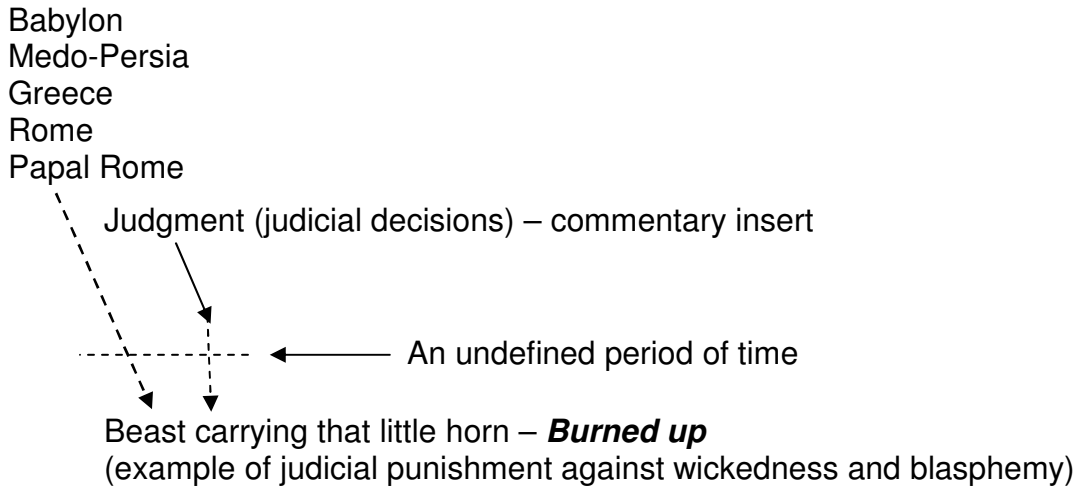 Babylon
Medo-Persia
Greece
Rome
Papal Rome
Judgment (judicial decisions) – commentary insert
An undefined period of time
Beast carrying that little horn – Burned up
(example of judicial punishment against wickedness and blasphemy)